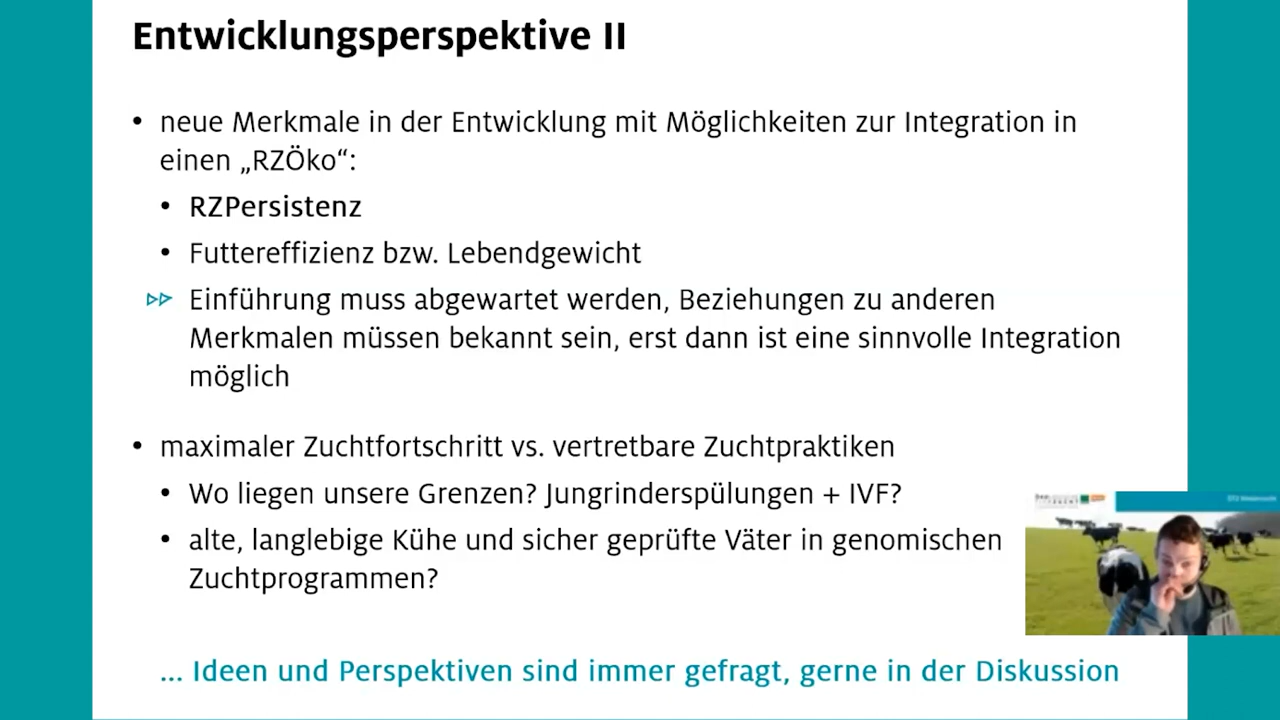 Entwicklungsperspektive II
• neue Merkmale in der Entwicklung mit Möglichkeiten zur Integration in
einen „RZÖko“:
• RZPersistenz
• Futtereffizienz bzw. Lebendgewicht
Einführung muss abgewartet werden, Beziehungen zu anderen
Merkmalen müssen bekannt sein, erst dann ist eine sinnvolle Integration
möglich
• maximaler Zuchtfortschritt vs. vertretbare Zuchtpraktiken
• Wo liegen unsere Grenzen? Jungrinderspülungen + IVF?
• alte, langlebige Kühe und sicher geprüfte Väter in genomischen
Zuchtprogrammen?
... Ideen und Perspektiven sind immer gefragt, gerne in der Diskussion